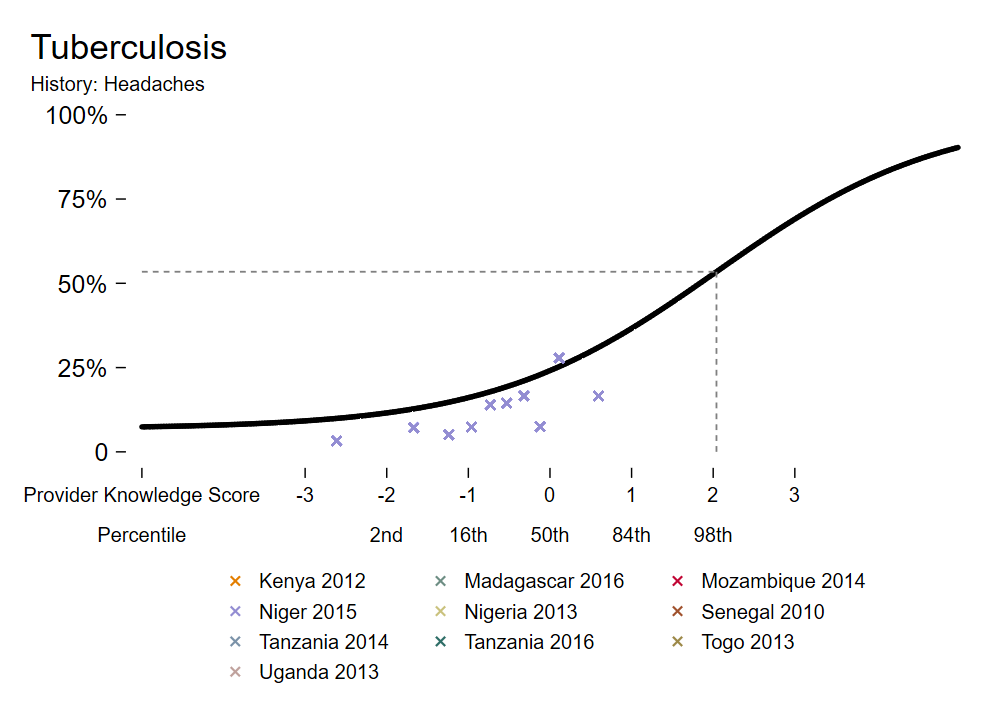 Tuberculosis
History: Headaches
100%
75%
50%
25%
0
Provider Knowledge Score -3 -2 -1 0 1 2 3
Percentile 2nd 16th 50th 84th 98th
Kenya 2012 Madagascar 2016 Mozambique 2014
Niger 2015 Nigeria 2013 Senegal 2010
Tanzania 2014 Tanzania 2016 Togo 2013
Uganda 2013